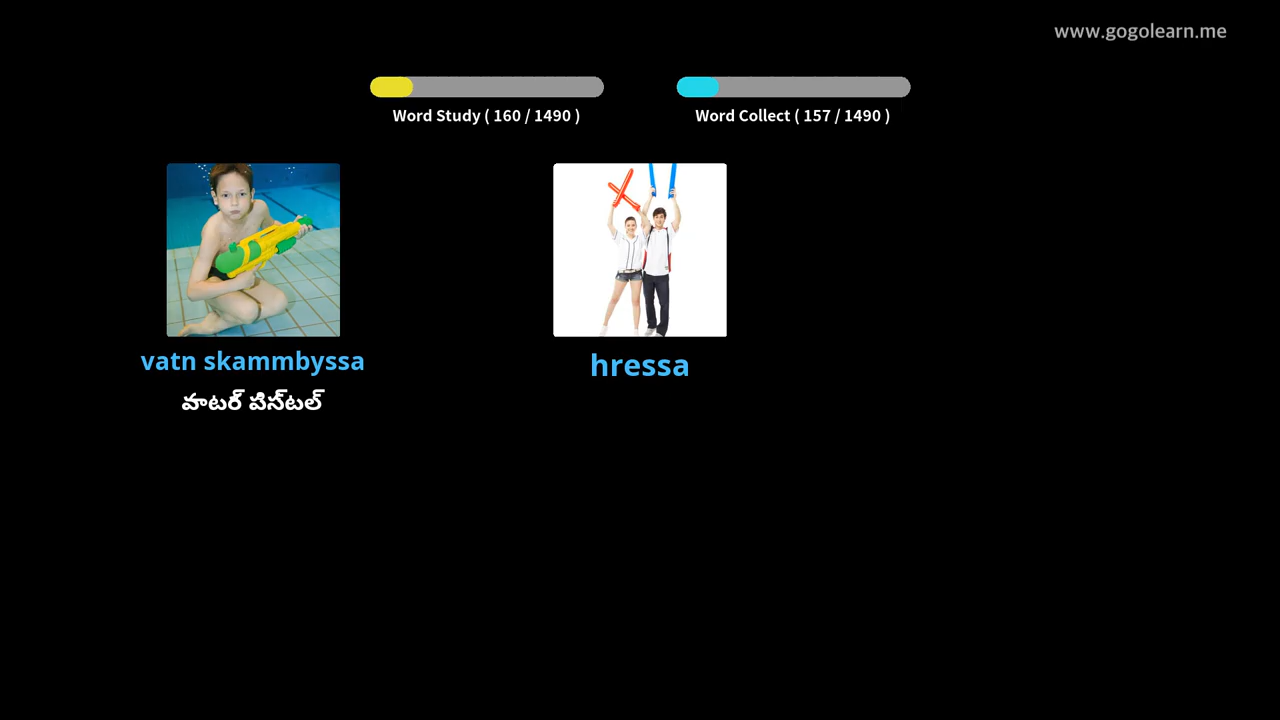 www.gogolearn.me
Word Study ( 160 / 1490 )
Word Collect ( 157 / 1490 )
vatn skammbyssa
వాటర్ పిస్టల్
hressa